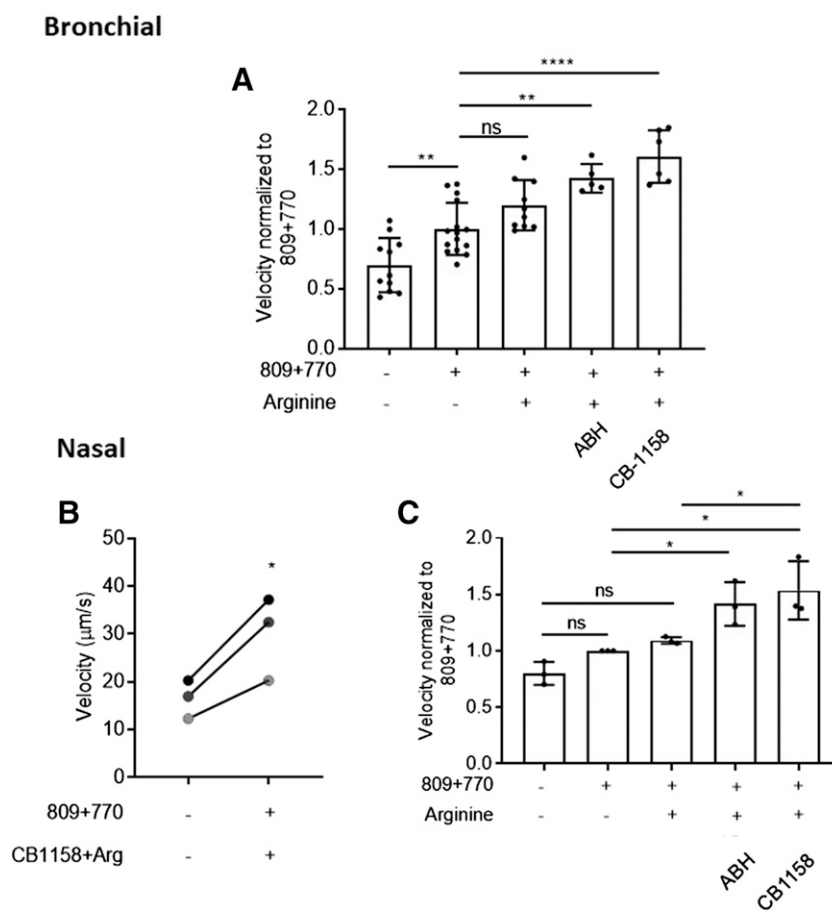 Bronchial
A
****
**
ns
**
Velocity normalized to
809+770
2.0
1.5
1.0
0.5
0.0
809+770 - + + + +
Arginine - - + + +
ABH
CB-1158
Nasal
B
Velocity (μm/s)
50
40
30
20
10
0
*
809+770 - +
CB1158+Arg - +
C
*
*
*
ns
ns
Velocity normalized to
809+770
2.0
1.5
1.0
0.5
0.0
809+770 - + + + +
Arginine - - + + +
ABH
CB1158